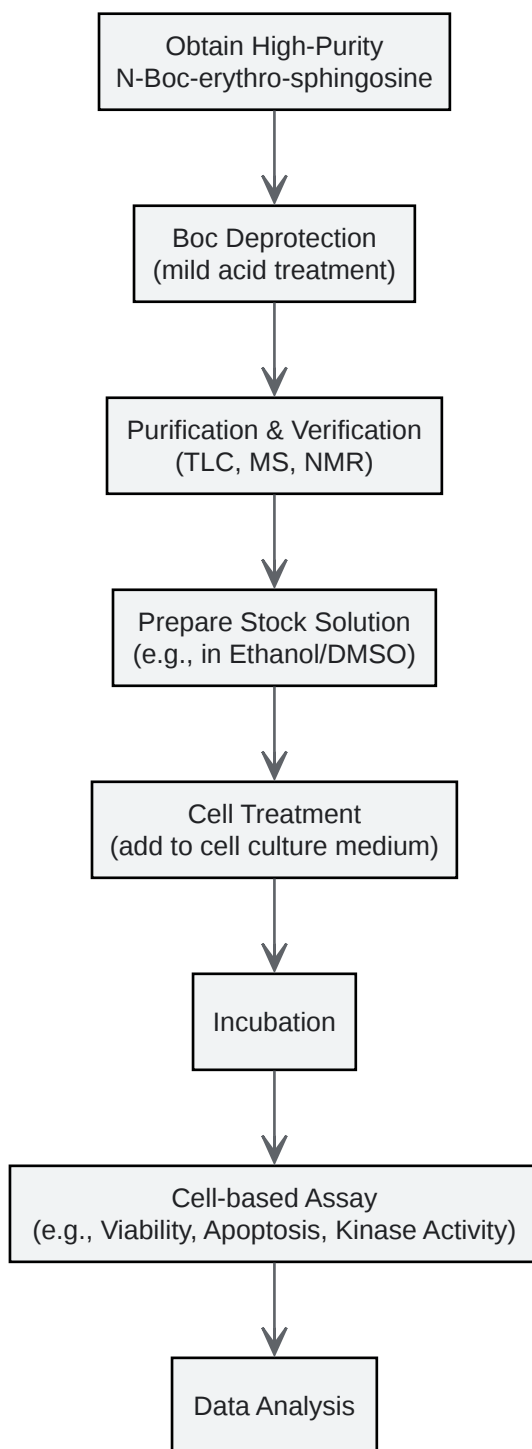 Obtain High-Purity
N-Boc-erythro-sphingosine
Boc Deprotection
(mild acid treatment)
Purification & Verification
(TLC, MS, NMR)
Prepare Stock Solution
(e.g., in Ethanol/DMSO)
Cell Treatment
(add to cell culture medium)
Incubation
Cell-based Assay
(e.g., Viability, Apoptosis, Kinase Activity)
Data Analysis